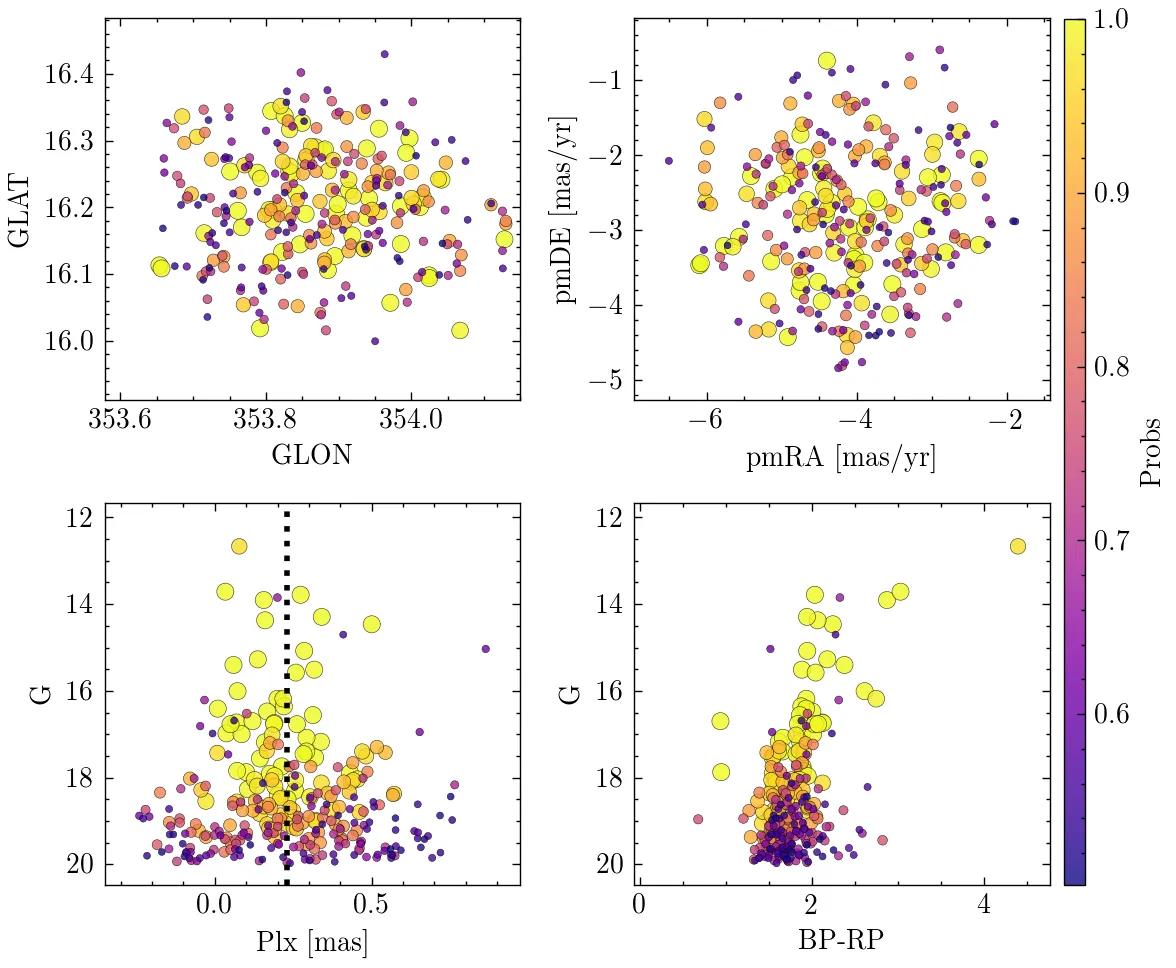 16.4
16.3
16.2
16.1
16.0
GLAT
353.6 353.8 354.0
GLON
−1
−2
−3
−4
−5
pmDE [mas/yr]
−6 −4 −2
pmRA [mas/yr]
12
14
16
18
20
G
0.0 0.5
Plx [mas]
12
14
16
18
20
G
0 2 4
BP-RP
1.0
0.9
0.8
0.7
0.6
Probs